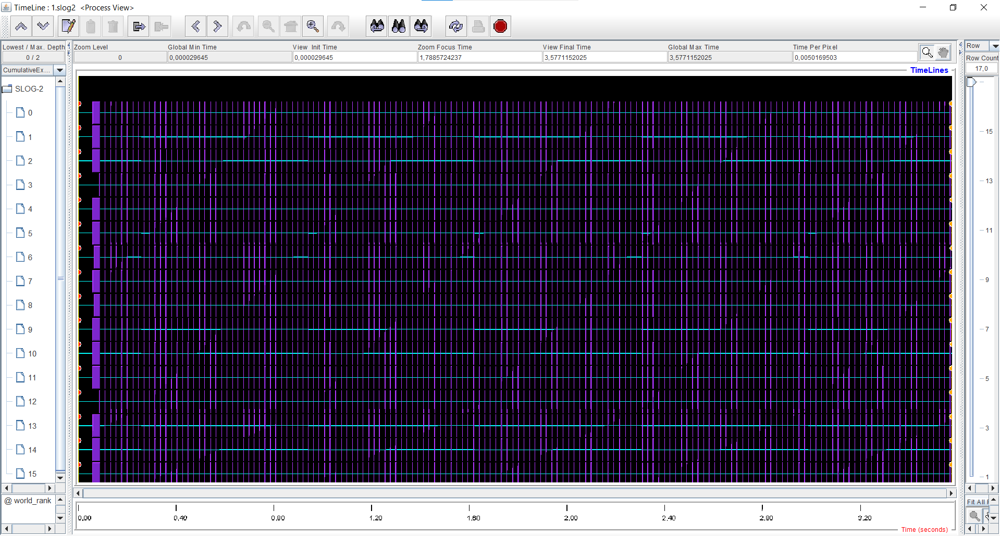 TimeLine : 1.slog2  <Process View>
Lowest / Max. Depth
0 / 2
Zoom Level
0
Global Min Time
0,000029645
View Init Time
0,000029645
Zoom Focus Time
1,7885724237
View Final Time
3,5771152025
Global Max Time
3,5771152025
Time Per Pixel
0,0050169503
Row
Row Count
17,0
CumulativeEx...
TimeLines
SLOG-2
0
1
2
3
4
5
6
7
8
9
10
11
12
13
14
15
15
13
11
9
7
5
3
1
@ world_rank
Fit All
0,00
0,40
0,80
1,20
1,60
2,00
2,40
2,80
3,20
Time (seconds)